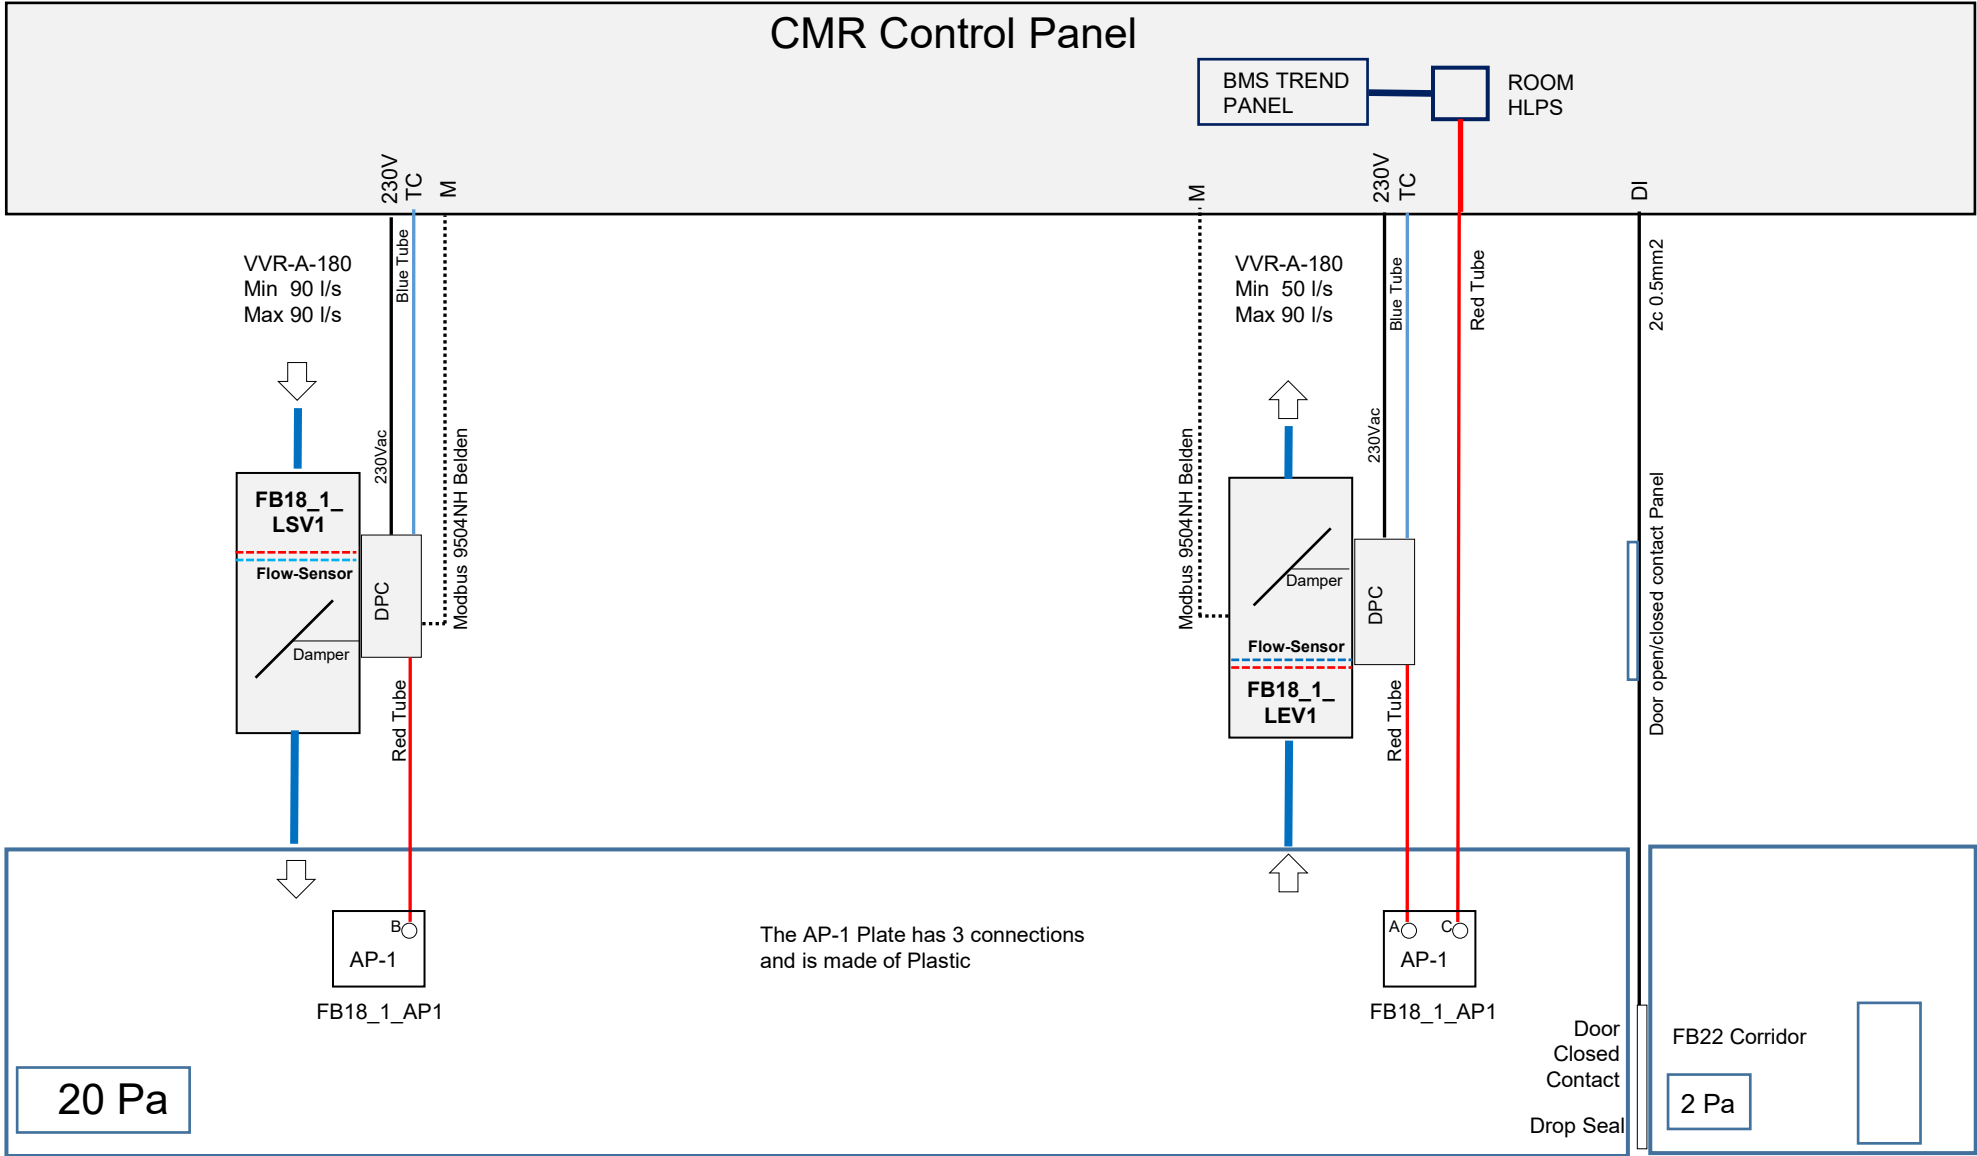 CMR Control Panel
BMS TREND
PANEL
ROOM
HLPS
230V
TC
M
M
230V
TC
DI
VVR-A-180
Min  90 l/s
Max 90 l/s
Blue Tube
230Vac
Modbus 9504NH Belden
FB18_1_
LSV1
Flow-Sensor
Damper
DPC
Red Tube
VVR-A-180
Min  50 l/s
Max 90 l/s
Blue Tube
Red Tube
2c 0.5mm2
230Vac
Modbus 9504NH Belden
Damper
DPC
Flow-Sensor
FB18_1_
LEV1
Red Tube
Door open/closed contact Panel
B
AP-1
FB18_1_AP1
The AP-1 Plate has 3 connections
and is made of Plastic
A
C
AP-1
FB18_1_AP1
Door
Closed
Contact
Drop Seal
FB22 Corridor
2 Pa
20 Pa